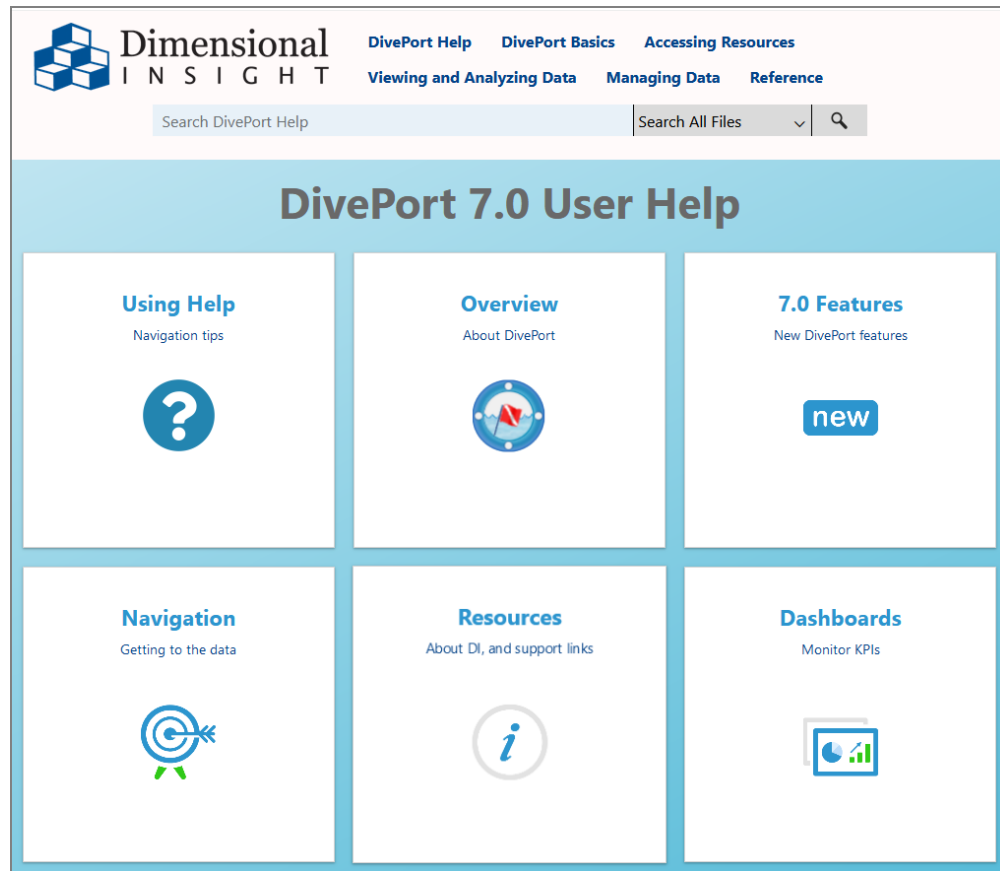 Dimensional
INSIGHT
DivePort Help DivePort Basics Accessing Resources
Viewing and Analyzing Data Managing Data Reference
Search DivePort Help Search All Files
DivePort 7.0 User Help
Using Help
Navigation tips
Overview
About DivePort
7.0 Features
New DivePort features
new
Navigation
Getting to the data
Resources
About DI, and support links
Dashboards
Monitor KPIs